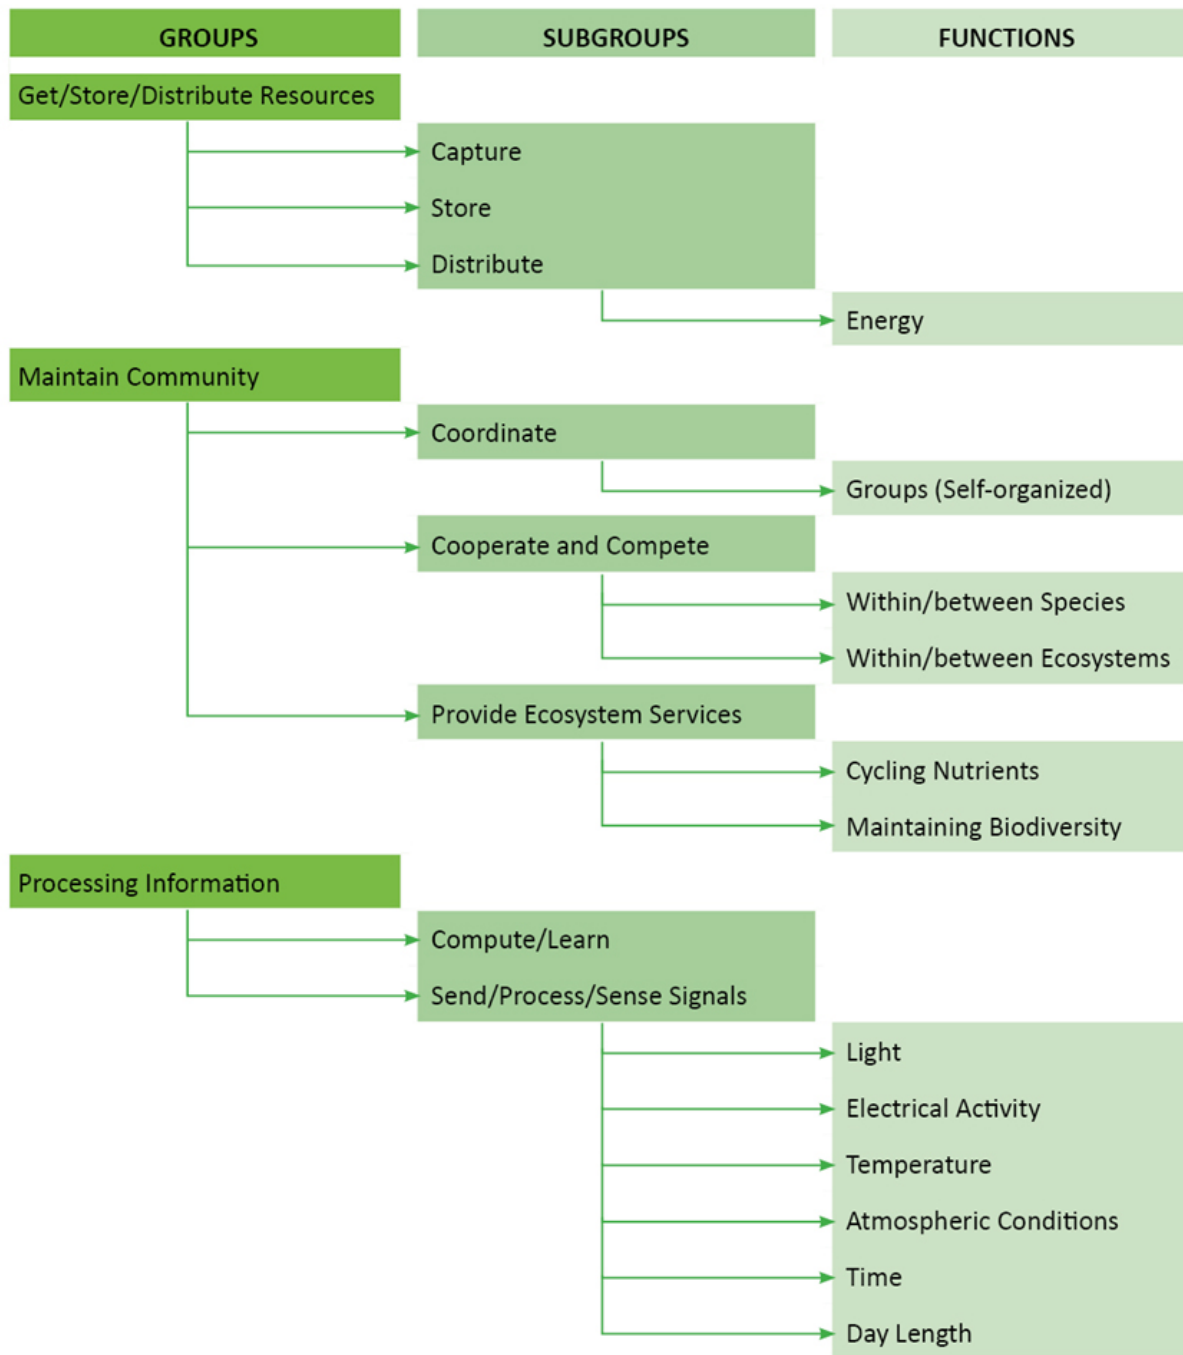 GROUPS SUBGROUPS FUNCTIONS
Get/Store/Distribute Resources
Capture
Store
Distribute
Energy
Maintain Community
Coordinate
Groups (Self-organized)
Cooperate and Compete
Within/between Species
Within/between Ecosystems
Provide Ecosystem Services
Cycling Nutrients
Maintaining Biodiversity
Processing Information
Compute/Learn
Send/Process/Sense Signals
Light
Electrical Activity
Temperature
Atmospheric Conditions
Time
Day Length